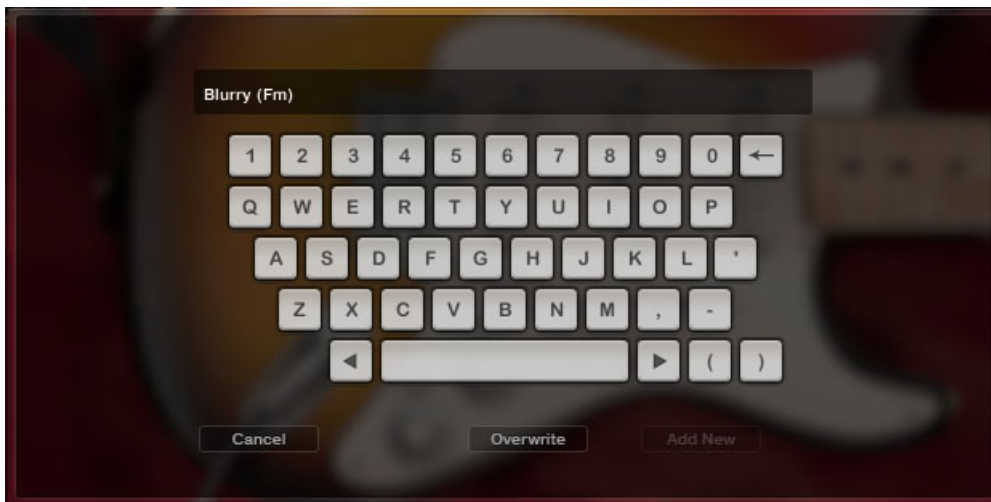 Blurry (Fm)
1 2 3 4 5 6 7 8 9 0 ←
Q W E R T Y U I O P
A S D F G H J K L '
Z X C V B N M , -
◀ ▶ ( )
Cancel Overwrite Add New